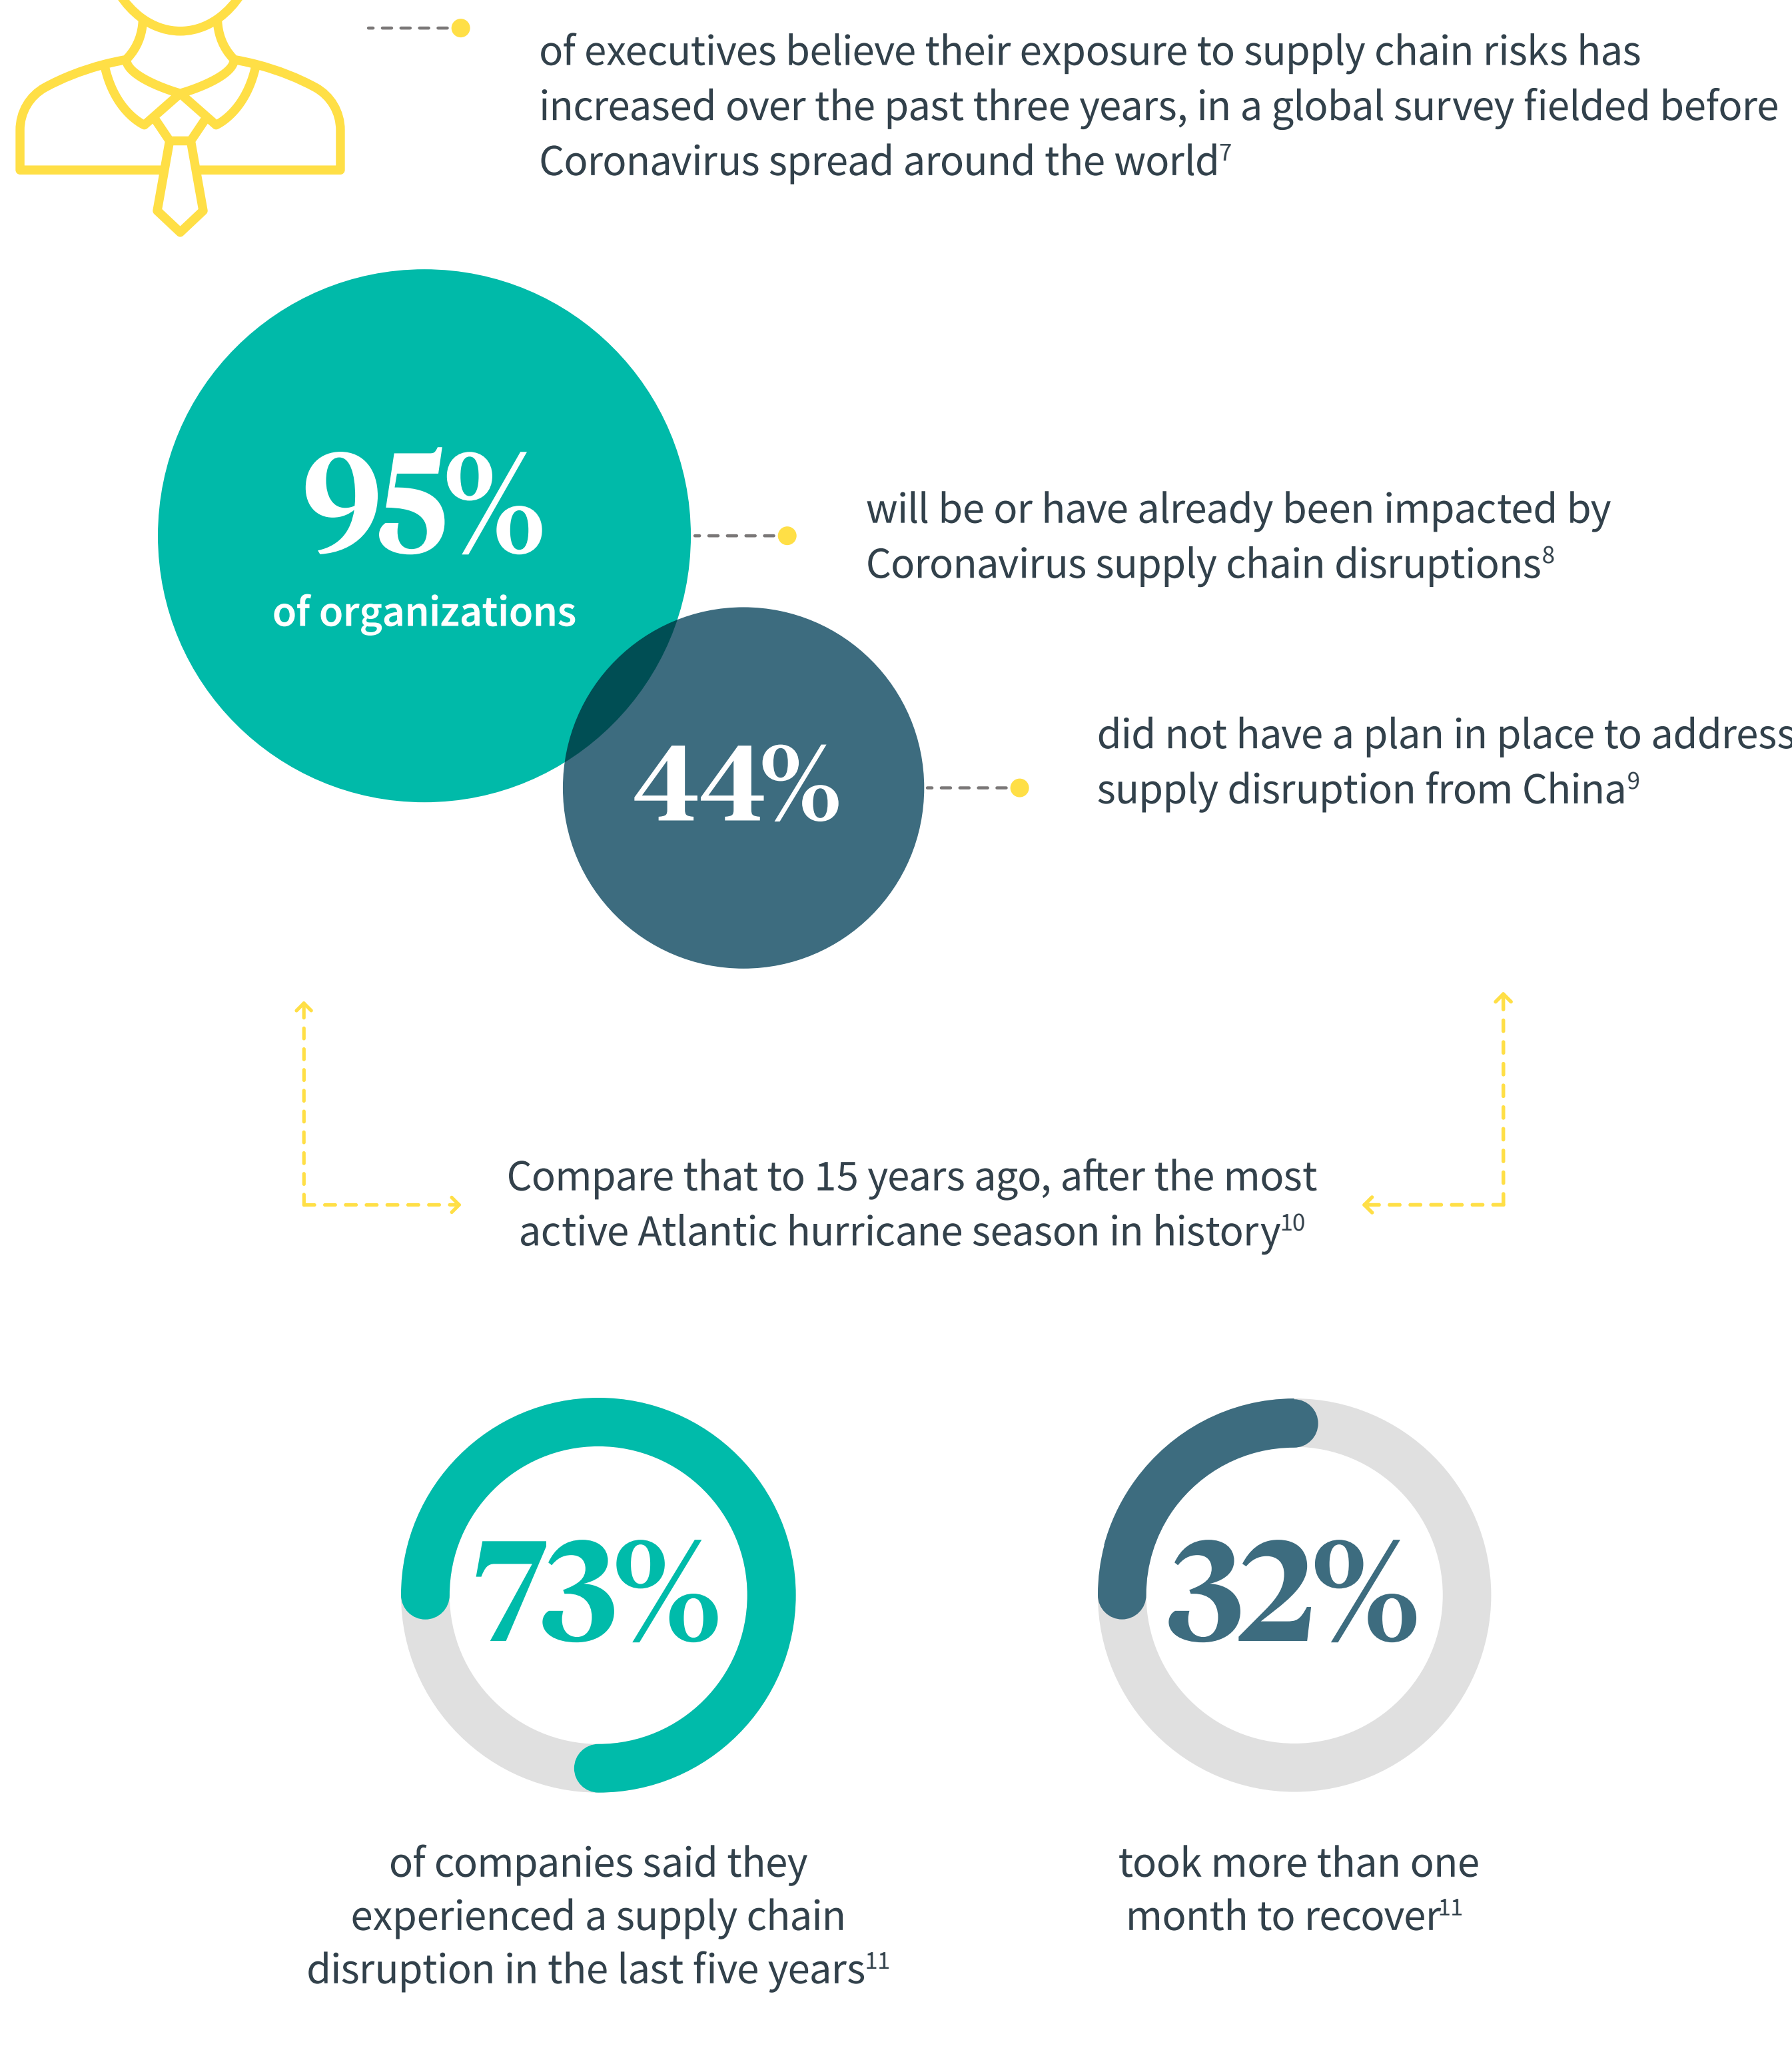 of executives believe their exposure to supply chain risks has
increased over the past three years, in a global survey fielded before
Coronavirus spread around the world⁷
95%
of organizations
will be or have already been impacted by
Coronavirus supply chain disruptions⁸
44%
did not have a plan in place to address
supply disruption from China⁹
Compare that to 15 years ago, after the most
active Atlantic hurricane season in history¹⁰
73%
of companies said they
experienced a supply chain
disruption in the last five years¹¹
32%
took more than one
month to recover¹¹